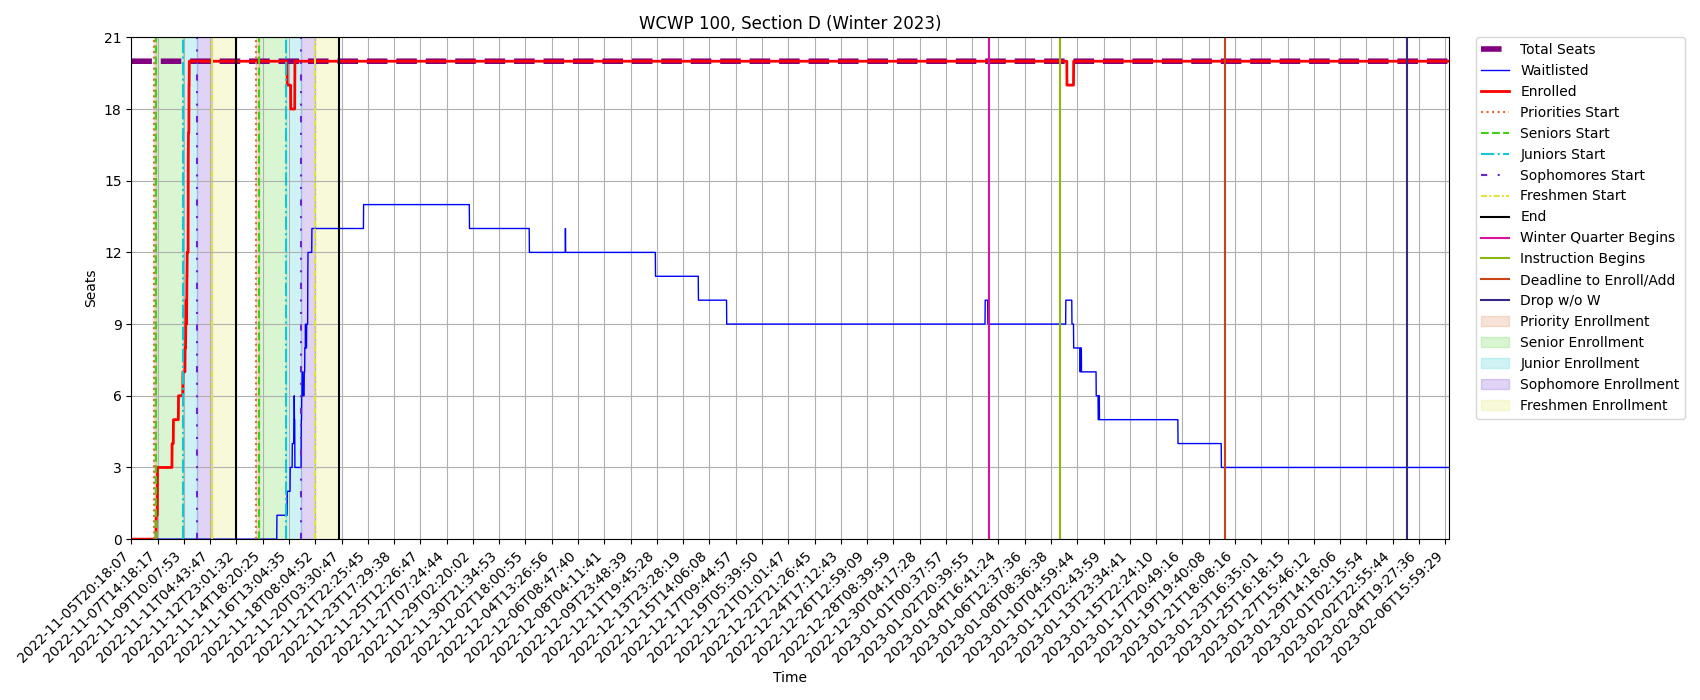 WCWP 100, Section D (Winter 2023)
21
18
15
12
9
6
3
0
Seats
2022-11-05T20:18:07
2022-11-07T14:18:17
2022-11-09T10:07:53
2022-11-11T04:43:47
2022-11-12T23:01:32
2022-11-14T18:20:25
2022-11-16T13:04:35
2022-11-18T08:04:52
2022-11-20T03:30:47
2022-11-21T22:25:45
2022-11-23T17:29:38
2022-11-25T12:26:47
2022-11-27T07:24:44
2022-11-29T02:20:02
2022-11-30T21:34:53
2022-12-02T18:00:55
2022-12-04T13:26:56
2022-12-06T08:47:40
2022-12-08T04:11:41
2022-12-09T23:48:39
2022-12-11T19:45:28
2022-12-13T23:28:19
2022-12-15T14:06:08
2022-12-17T09:44:57
2022-12-19T05:39:50
2022-12-21T01:01:47
2022-12-22T21:26:45
2022-12-24T17:12:43
2022-12-26T12:59:09
2022-12-28T08:39:59
2022-12-30T04:17:28
2023-01-01T00:37:57
2023-01-02T20:39:55
2023-01-04T16:41:24
2023-01-06T12:37:36
2023-01-08T08:36:38
2023-01-10T04:59:44
2023-01-12T02:43:59
2023-01-13T23:34:41
2023-01-15T22:24:10
2023-01-17T20:49:16
2023-01-19T19:40:08
2023-01-21T18:08:16
2023-01-23T16:35:01
2023-01-25T16:18:15
2023-01-27T15:46:12
2023-01-29T14:18:06
2023-02-01T02:15:54
2023-02-02T22:55:44
2023-02-04T19:27:36
2023-02-06T15:59:29
Time
Total Seats
Waitlisted
Enrolled
Priorities Start
Seniors Start
Juniors Start
Sophomores Start
Freshmen Start
End
Winter Quarter Begins
Instruction Begins
Deadline to Enroll/Add
Drop w/o W
Priority Enrollment
Senior Enrollment
Junior Enrollment
Sophomore Enrollment
Freshmen Enrollment